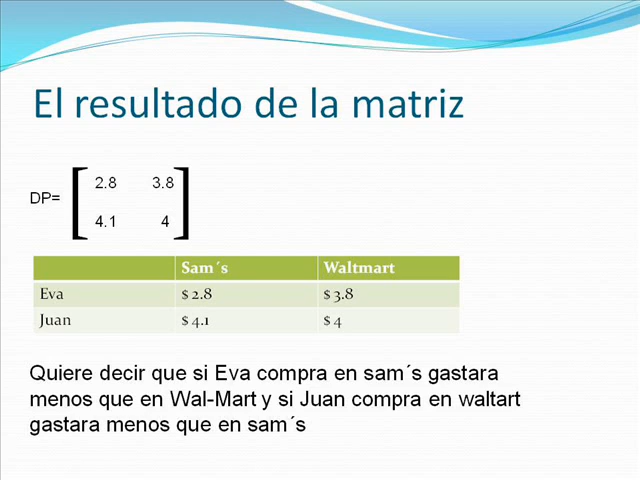 El resultado de la matriz
DP= 2.8 3.8
4.1 4
Sam´s Waltmart
Eva $ 2.8 $ 3.8
Juan $ 4.1 $ 4
Quiere decir que si Eva compra en sam´s gastara
menos que en Wal-Mart y si Juan compra en waltart
gastara menos que en sam´s